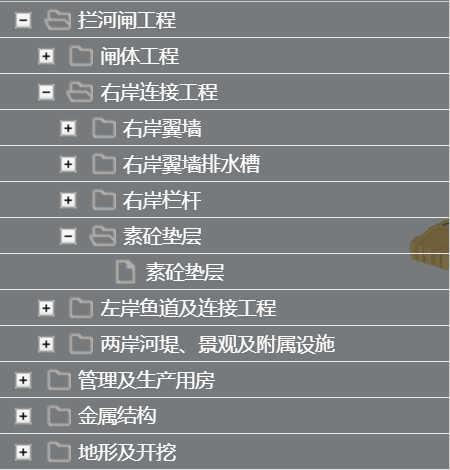 拦河闸工程
闸体工程
右岸连接工程
右岸翼墙
右岸翼墙排水槽
右岸栏杆
素砼垫层
素砼垫层
左岸鱼道及连接工程
两岸河堤、景观及附属设施
管理及生产用房
金属结构
地形及开挖